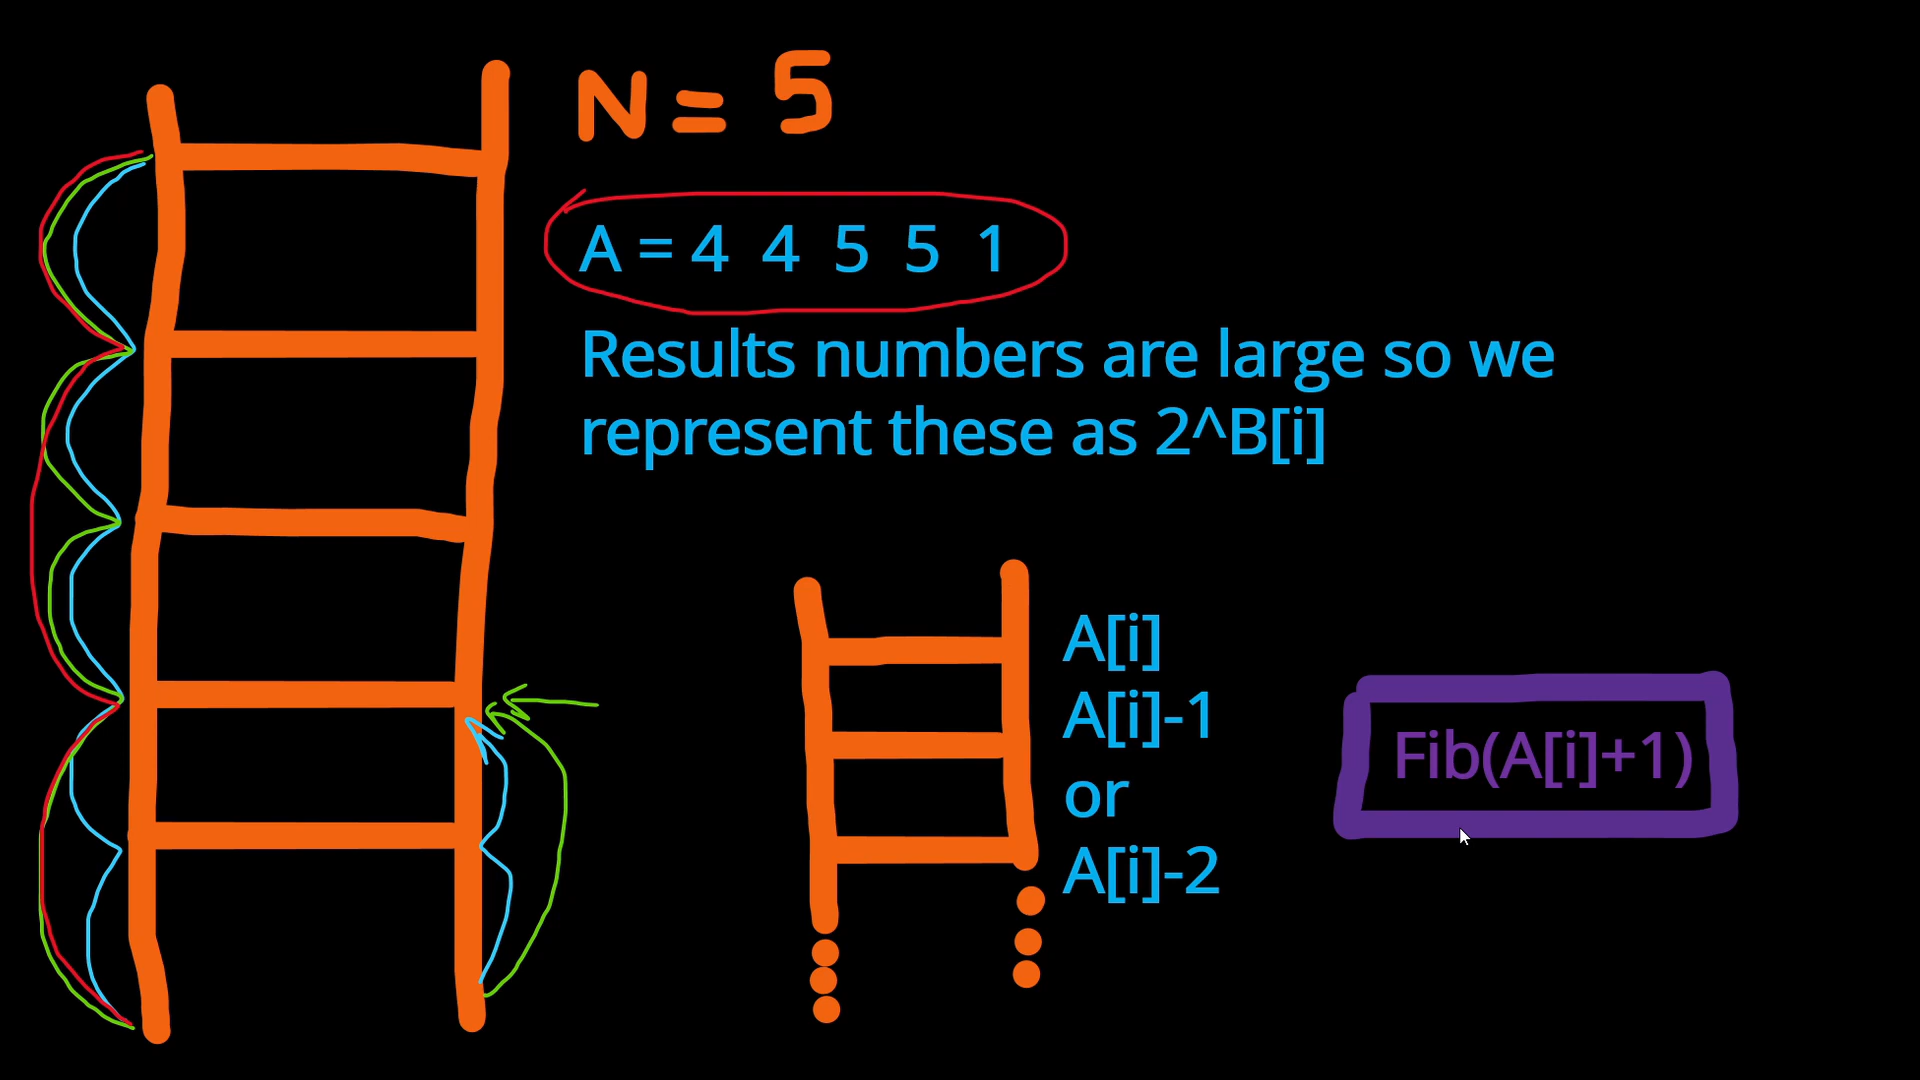 N = 5
A = 4 4 5 5 1
Results numbers are large so we
represent these as 2^B[i]
A[i]
A[i]-1
or
A[i]-2
Fib(A[i]+1)